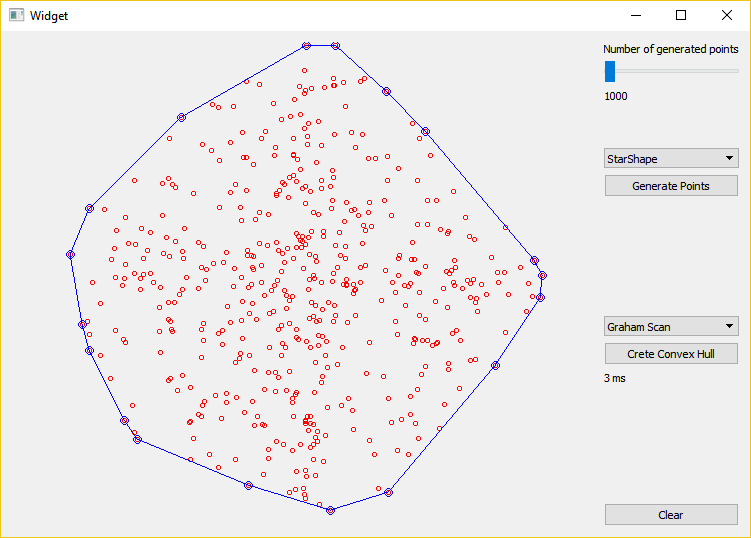 Widget
Number of generated points
1000
StarShape
Generate Points
Graham Scan
Crete Convex Hull
3 ms
Clear